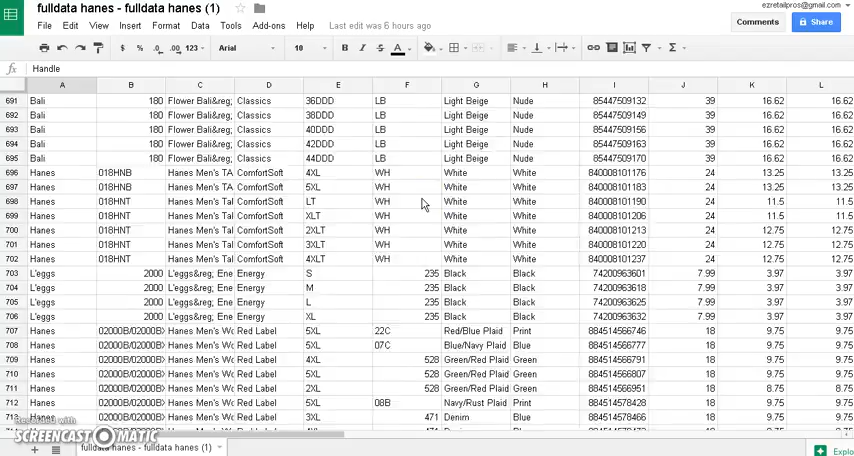 fulldata hanes - fulldata hanes (1)
ezretailpros@gmail.com
File Edit View Insert Format Data Tools Add-ons Help Last edit was 6 hours ago
Comments Share
$ % .0 .00 123 Arial 10 B I S A Σ
fx Handle
A B C D E F G H I J K L
691 Bali 180 Flower Bali&reg; Classics 36DDD LB Light Beige Nude 85447509132 39 16.62 16.62
692 Bali 180 Flower Bali&reg; Classics 38DDD LB Light Beige Nude 85447509149 39 16.62 16.62
693 Bali 180 Flower Bali&reg; Classics 40DDD LB Light Beige Nude 85447509156 39 16.62 16.62
694 Bali 180 Flower Bali&reg; Classics 42DDD LB Light Beige Nude 85447509163 39 16.62 16.62
695 Bali 180 Flower Bali&reg; Classics 44DDD LB Light Beige Nude 85447509170 39 16.62 16.62
696 Hanes 018HNB Hanes Men's TA ComfortSoft 4XL WH White White 840008101176 24 13.25 13.25
697 Hanes 018HNB Hanes Men's TA ComfortSoft 5XL WH White White 840008101183 24 13.25 13.25
698 Hanes 018HNT Hanes Men's Tal ComfortSoft LT WH White White 840008101190 24 11.5 11.5
699 Hanes 018HNT Hanes Men's Tal ComfortSoft XLT WH White White 840008101206 24 11.5 11.5
700 Hanes 018HNT Hanes Men's Tal ComfortSoft 2XLT WH White White 840008101213 24 12.75 12.75
701 Hanes 018HNT Hanes Men's Tal ComfortSoft 3XLT WH White White 840008101220 24 12.75 12.75
702 Hanes 018HNT Hanes Men's Tal ComfortSoft 4XLT WH White White 840008101237 24 12.75 12.75
703 L'eggs 2000 L'eggs&reg; Ene Energy S 235 Black Black 74200963601 7.99 3.97 3.97
704 L'eggs 2000 L'eggs&reg; Ene Energy M 235 Black Black 74200963618 7.99 3.97 3.97
705 L'eggs 2000 L'eggs&reg; Ene Energy L 235 Black Black 74200963625 7.99 3.97 3.97
706 L'eggs 2000 L'eggs&reg; Ene Energy XL 235 Black Black 74200963632 7.99 3.97 3.97
707 Hanes 02000B/02000B Hanes Men's Wo Red Label 5XL 22C Red/Blue Plaid Print 884514566746 18 9.75 9.75
708 Hanes 02000B/02000B Hanes Men's Wo Red Label 5XL 07C Blue/Navy Plaid Print 884514566777 18 9.75 9.75
709 Hanes 02000B/02000B Hanes Men's Wo Red Label 4XL 528 Green/Red Plaid Green 884514566791 18 9.75 9.75
710 Hanes 02000B/02000B Hanes Men's Wo Red Label 5XL 528 Green/Red Plaid Green 884514566807 18 9.75 9.75
711 Hanes 02000B/02000B Hanes Men's Wo Red Label 2XL 528 Green/Red Plaid Green 884514566951 18 8.75 8.75
712 Hanes 02000B/02000B Hanes Men's Wo Red Label 5XL 08B Navy/Rust Plaid Print 884514578428 18 9.75 9.75
713 Hanes 02000B/02000B Hanes Men's Wo Red Label 3XL 471 Denim Blue 884514578466 18 9.75 9.75
Recorded with
SCREENCAST-O-MATIC
fulldata hanes - fulldata hanes (1)
Explo